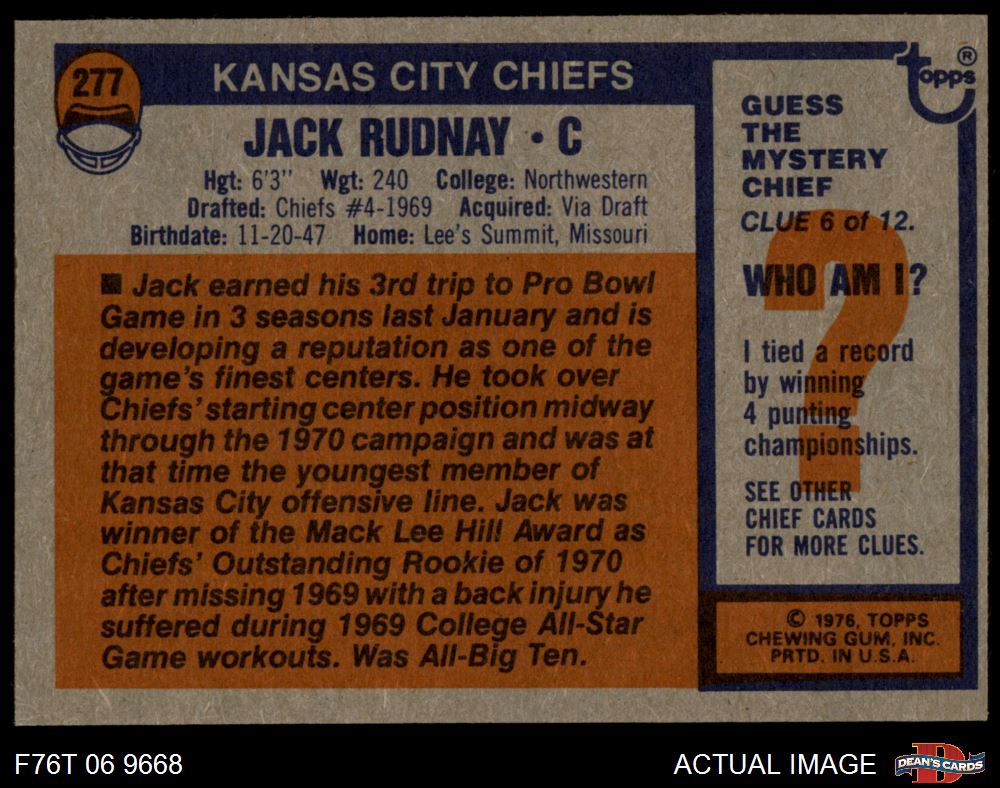 277
KANSAS CITY CHIEFS
JACK RUDNAY • C
Hgt: 6'3" Wgt: 240 College: Northwestern
Drafted: Chiefs #4-1969 Acquired: Via Draft
Birthdate: 11-20-47 Home: Lee's Summit, Missouri
■ Jack earned his 3rd trip to Pro Bowl
Game in 3 seasons last January and is
developing a reputation as one of the
game's finest centers. He took over
Chiefs' starting center position midway
through the 1970 campaign and was at
that time the youngest member of
Kansas City offensive line. Jack was
winner of the Mack Lee Hill Award as
Chiefs' Outstanding Rookie of 1970
after missing 1969 with a back injury he
suffered during 1969 College All-Star
Game workouts. Was All-Big Ten.
Topps®
GUESS
THE
MYSTERY
CHIEF
CLUE 6 of 12.
WHO AM I?
?
I tied a record
by winning
4 punting
championships.
SEE OTHER
CHIEF CARDS
FOR MORE CLUES.
© 1976, TOPPS
CHEWING GUM, INC.
PRTD. IN U.S.A.
F76T 06 9668
ACTUAL IMAGE
DEAN'S CARDS